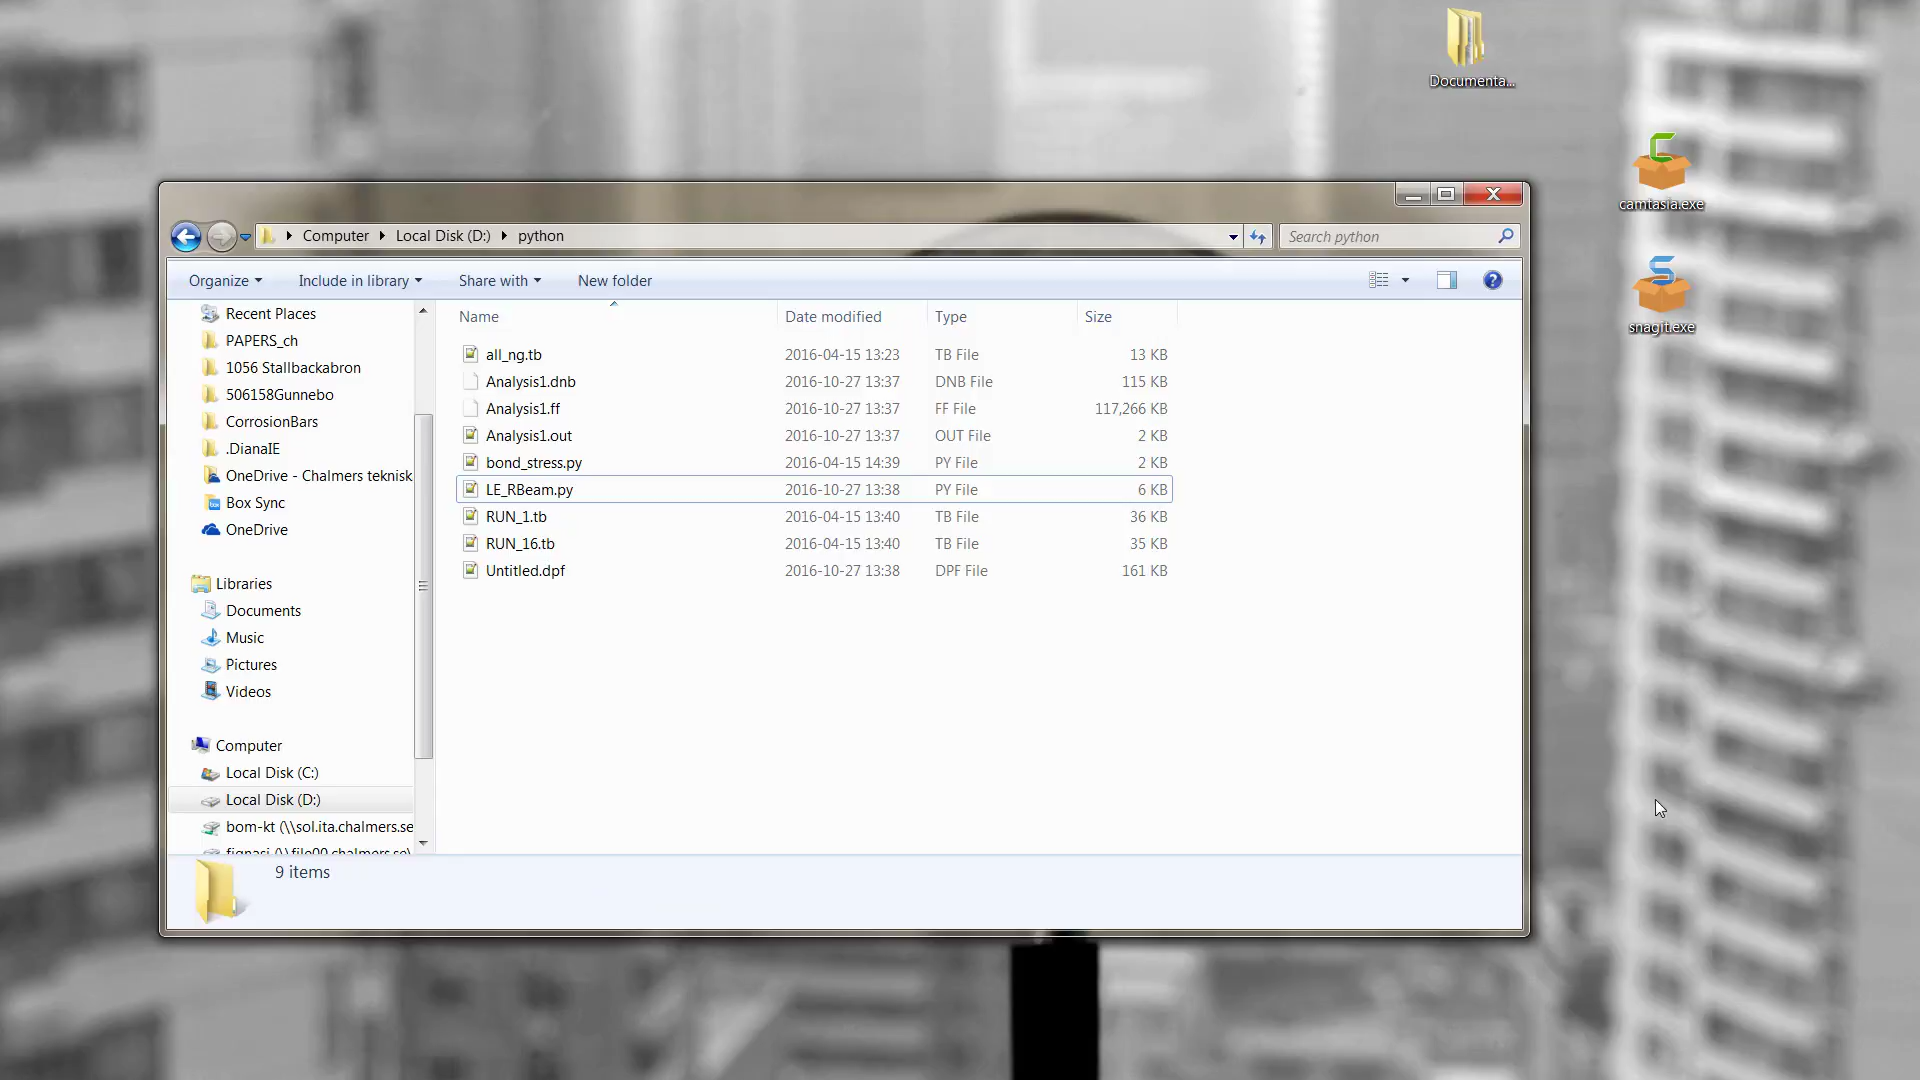 Documenta...
camtasia.exe
snagit.exe
Computer Local Disk (D:) python
Search python
Organize Include in library Share with New folder
Recent Places
PAPERS_ch
1056 Stallbackabron
506158Gunnebo
CorrosionBars
.DianaIE
OneDrive - Chalmers teknisk
Box Sync
OneDrive
Libraries
Documents
Music
Pictures
Videos
Computer
Local Disk (C:)
Local Disk (D:)
bom-kt (\\sol.ita.chalmers.se
fignasi (\\file00.chalmers.se\
Name Date modified Type Size
all_ng.tb 2016-04-15 13:23 TB File 13 KB
Analysis1.dnb 2016-10-27 13:37 DNB File 115 KB
Analysis1.ff 2016-10-27 13:37 FF File 117,266 KB
Analysis1.out 2016-10-27 13:37 OUT File 2 KB
bond_stress.py 2016-04-15 14:39 PY File 2 KB
LE_RBeam.py 2016-10-27 13:38 PY File 6 KB
RUN_1.tb 2016-04-15 13:40 TB File 36 KB
RUN_16.tb 2016-04-15 13:40 TB File 35 KB
Untitled.dpf 2016-10-27 13:38 DPF File 161 KB
9 items